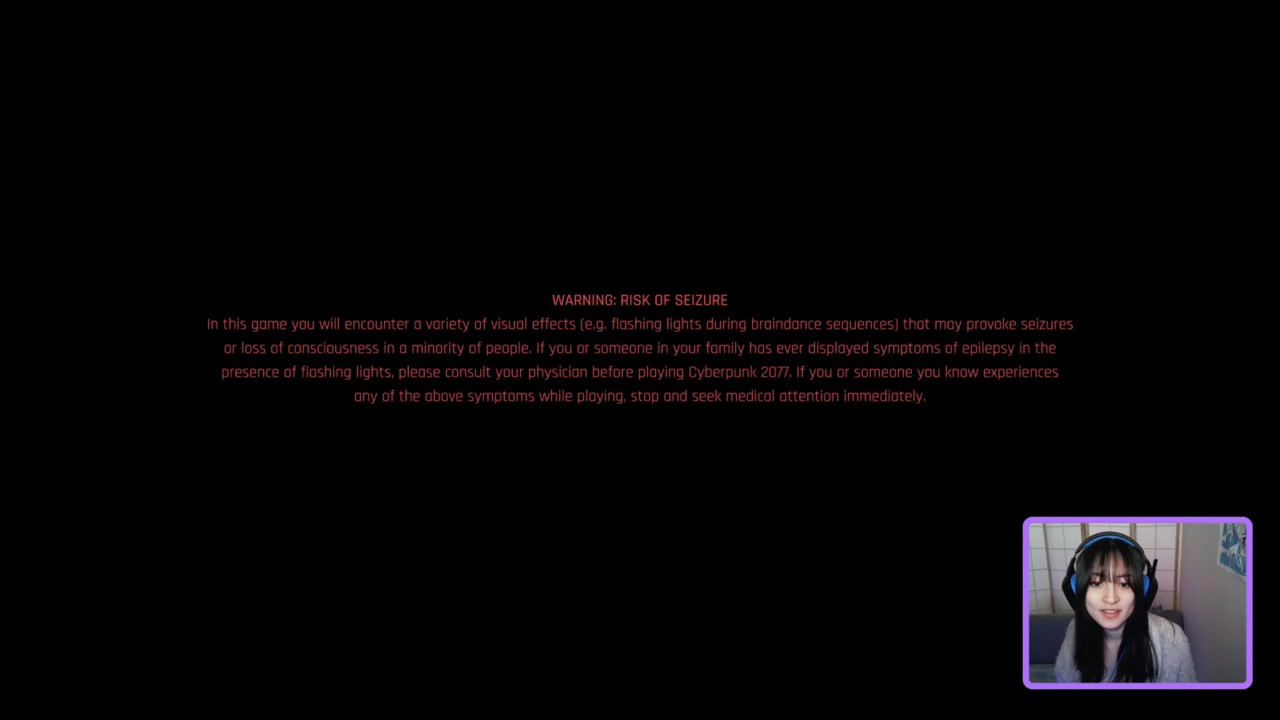 WARNING: RISK OF SEIZURE
In this game you will encounter a variety of visual effects (e.g. flashing lights during braindance sequences) that may provoke seizures
or loss of consciousness in a minority of people. If you or someone in your family has ever displayed symptoms of epilepsy in the
presence of flashing lights, please consult your physician before playing Cyberpunk 2077. If you or someone you know experiences
any of the above symptoms while playing, stop and seek medical attention immediately.